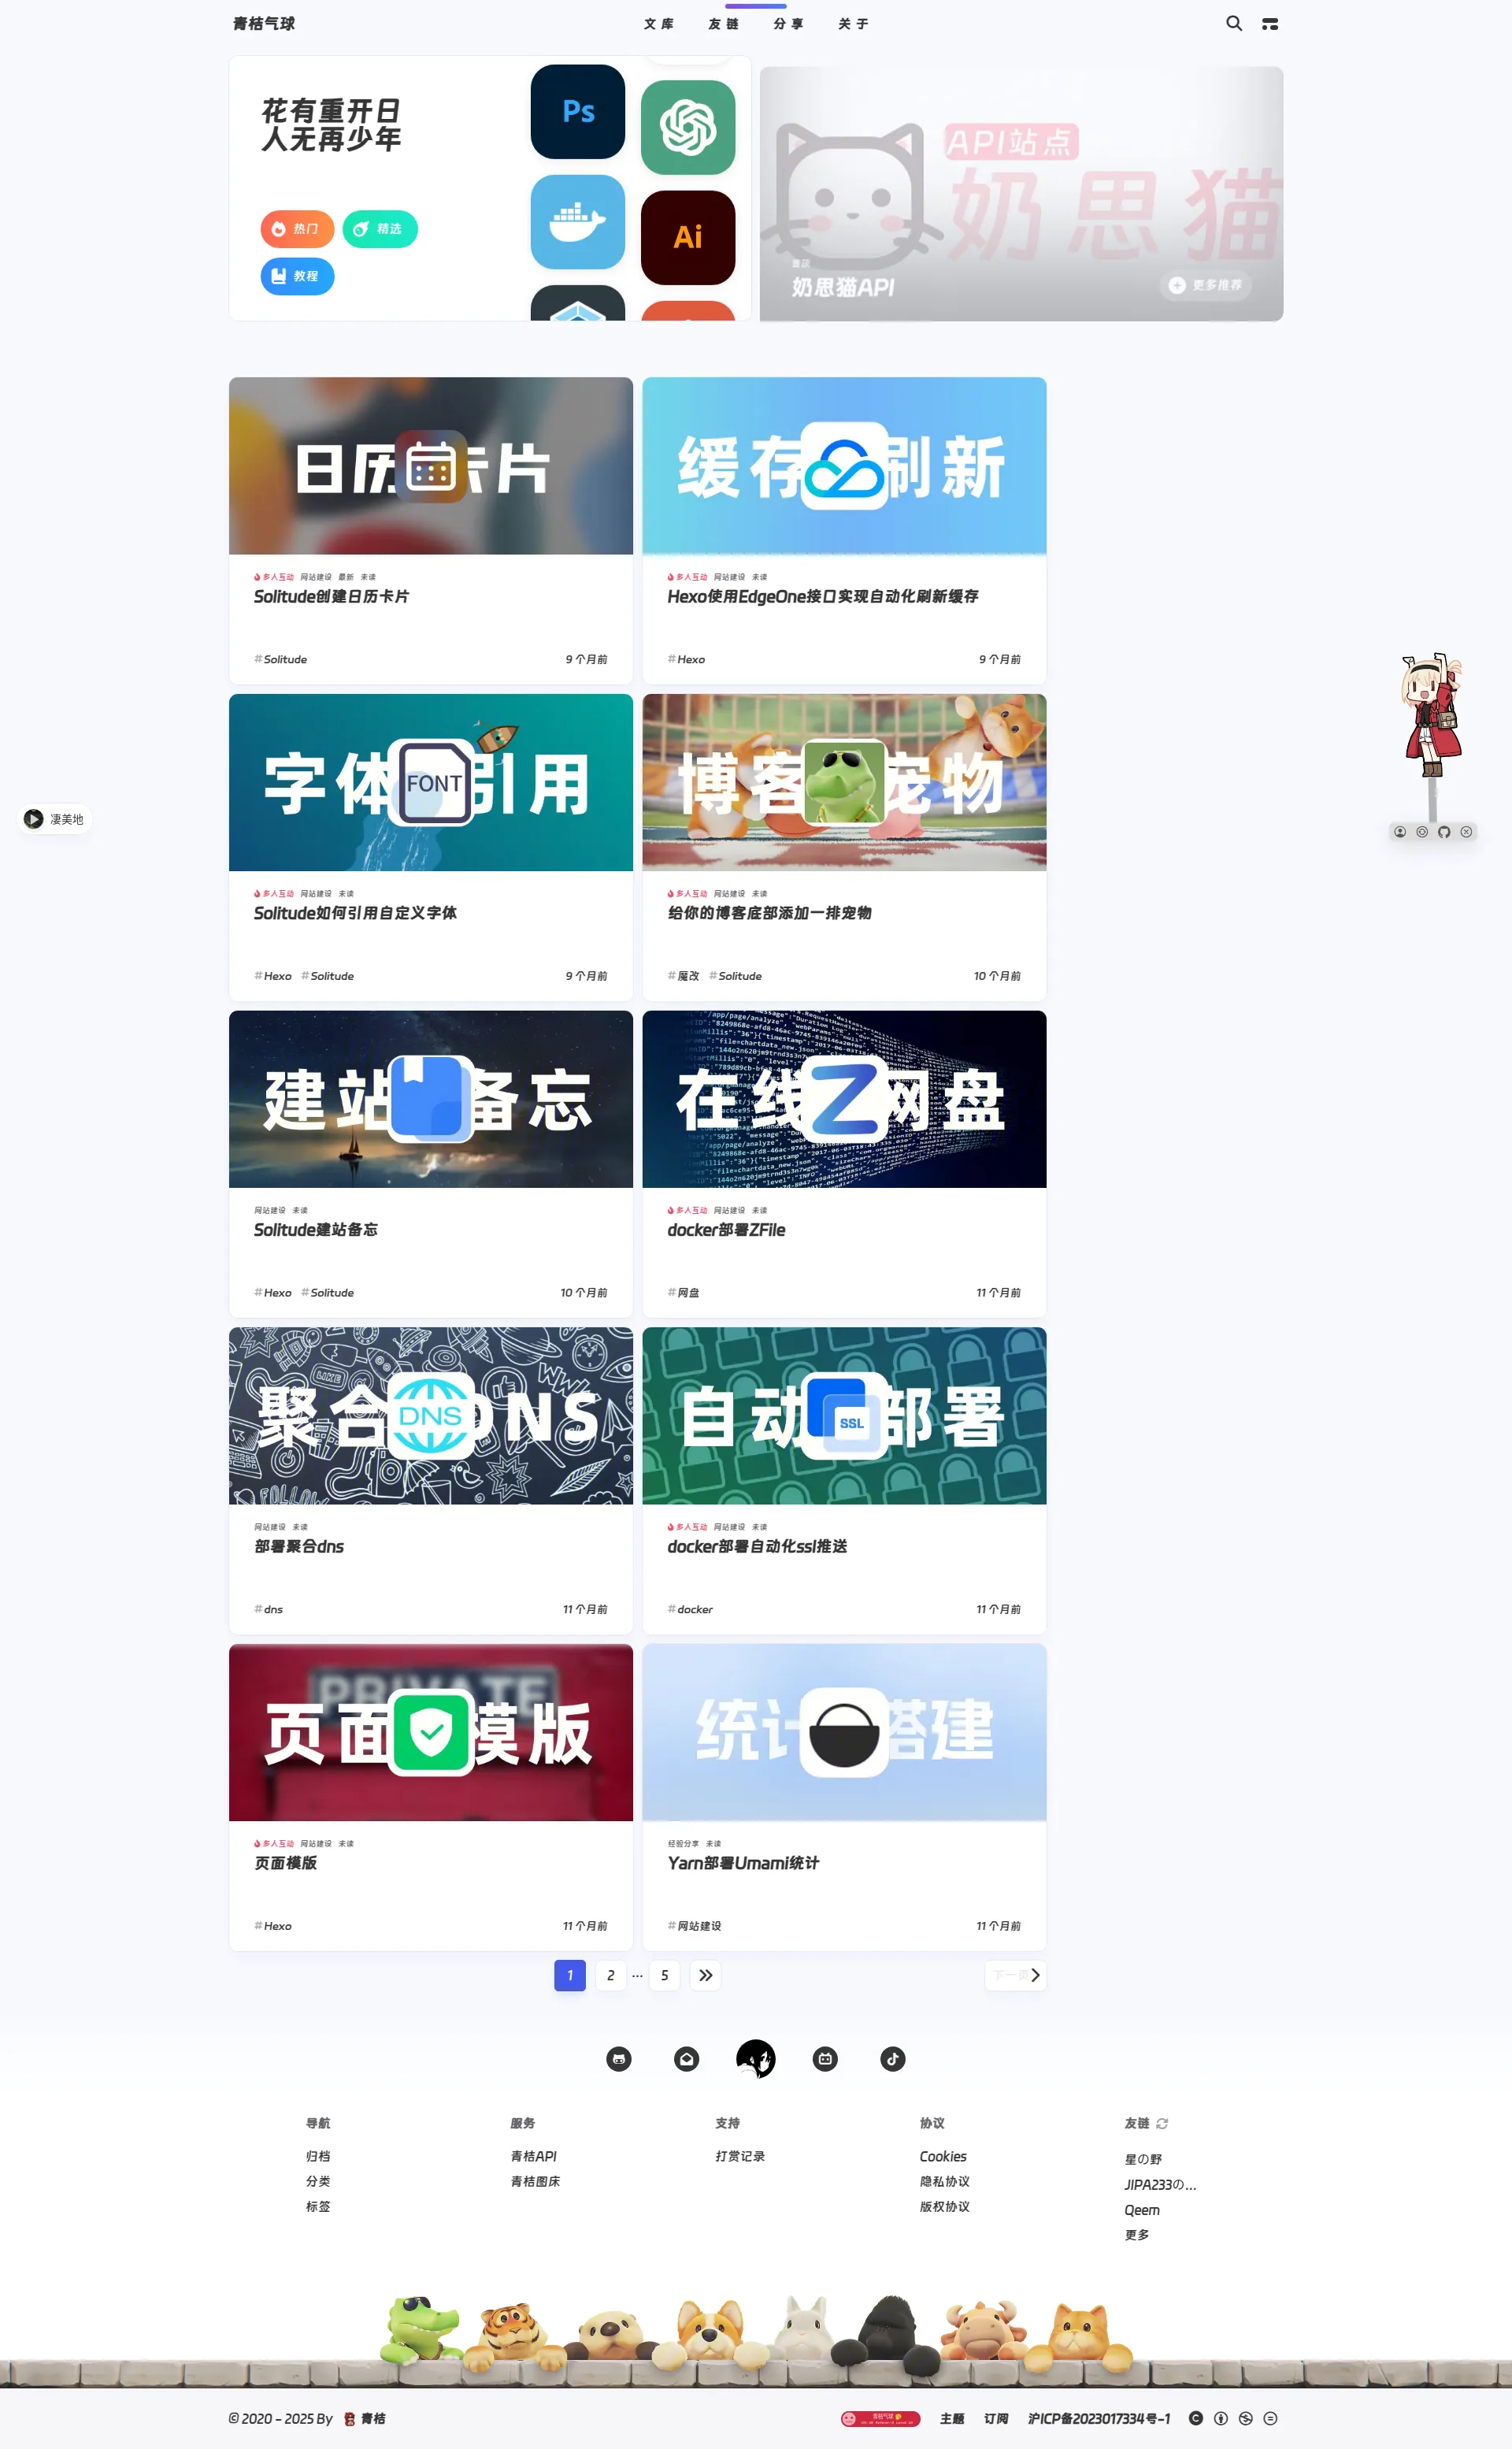 青桔气球
文库 友链 分享 关于
花有重开日
人无再少年
热门 精选
教程
Ps
Ai
API站点
奶思猫
奶思猫API
更多推荐
日历卡片
多人互动 网站建设 最新 未读
Solitude创建日历卡片
#Solitude 9 个月前
缓存刷新
多人互动 网站建设 未读
Hexo使用EdgeOne接口实现自动化刷新缓存
#Hexo 9 个月前
字体引用
FONT
多人互动 网站建设 未读
Solitude如何引用自定义字体
#Hexo #Solitude 9 个月前
博客宠物
多人互动 网站建设 未读
给你的博客底部添加一排宠物
#魔改 #Solitude 10 个月前
建站备忘
网站建设 未读
Solitude建站备忘
#Hexo #Solitude 10 个月前
在线网盘
多人互动 网站建设 未读
docker部署ZFile
#网盘 11 个月前
聚合DNS
DNS
LIKE
WWW
FOLLOW
网站建设 未读
部署聚合dns
#dns 11 个月前
自动部署
SSL
多人互动 网站建设 未读
docker部署自动化ssl推送
#docker 11 个月前
PRIVATE
页面模版
多人互动 网站建设 未读
页面模版
#Hexo 11 个月前
统计搭建
经验分享 未读
Yarn部署Umami统计
#网站建设 11 个月前
凄美地
1 2 … 5
下一页
导航
归档
分类
标签
服务
青桔API
青桔图床
支持
打赏记录
协议
Cookies
隐私协议
版权协议
友链
星の野
JIPA233の...
Qeem
更多
© 2020 - 2025 By 青桔
青桔气球
主题 订阅 沪ICP备2023017334号-1